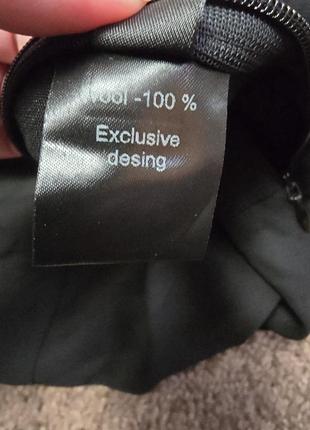 Wool -100 %
Exclusive
desing